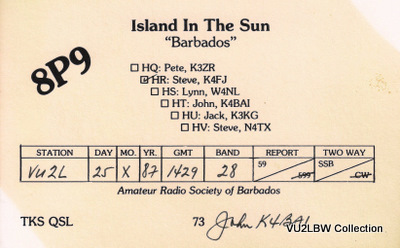 Island In The Sun
"Barbados"
8P9
☐ HQ: Pete, K3ZR
☑ HR: Steve, K4FJ
☐ HS: Lynn, W4NL
☐ HT: John, K4BAI
☐ HU: Jack, K3KG
☐ HV: Steve, N4TX
STATION DAY MO. YR. GMT BAND REPORT TWO WAY
VU2L 25 X 87 1429 28 59 599 SSB CW
Amateur Radio Society of Barbados
TKS QSL 73 John K4BAI
VU2LBW Collection